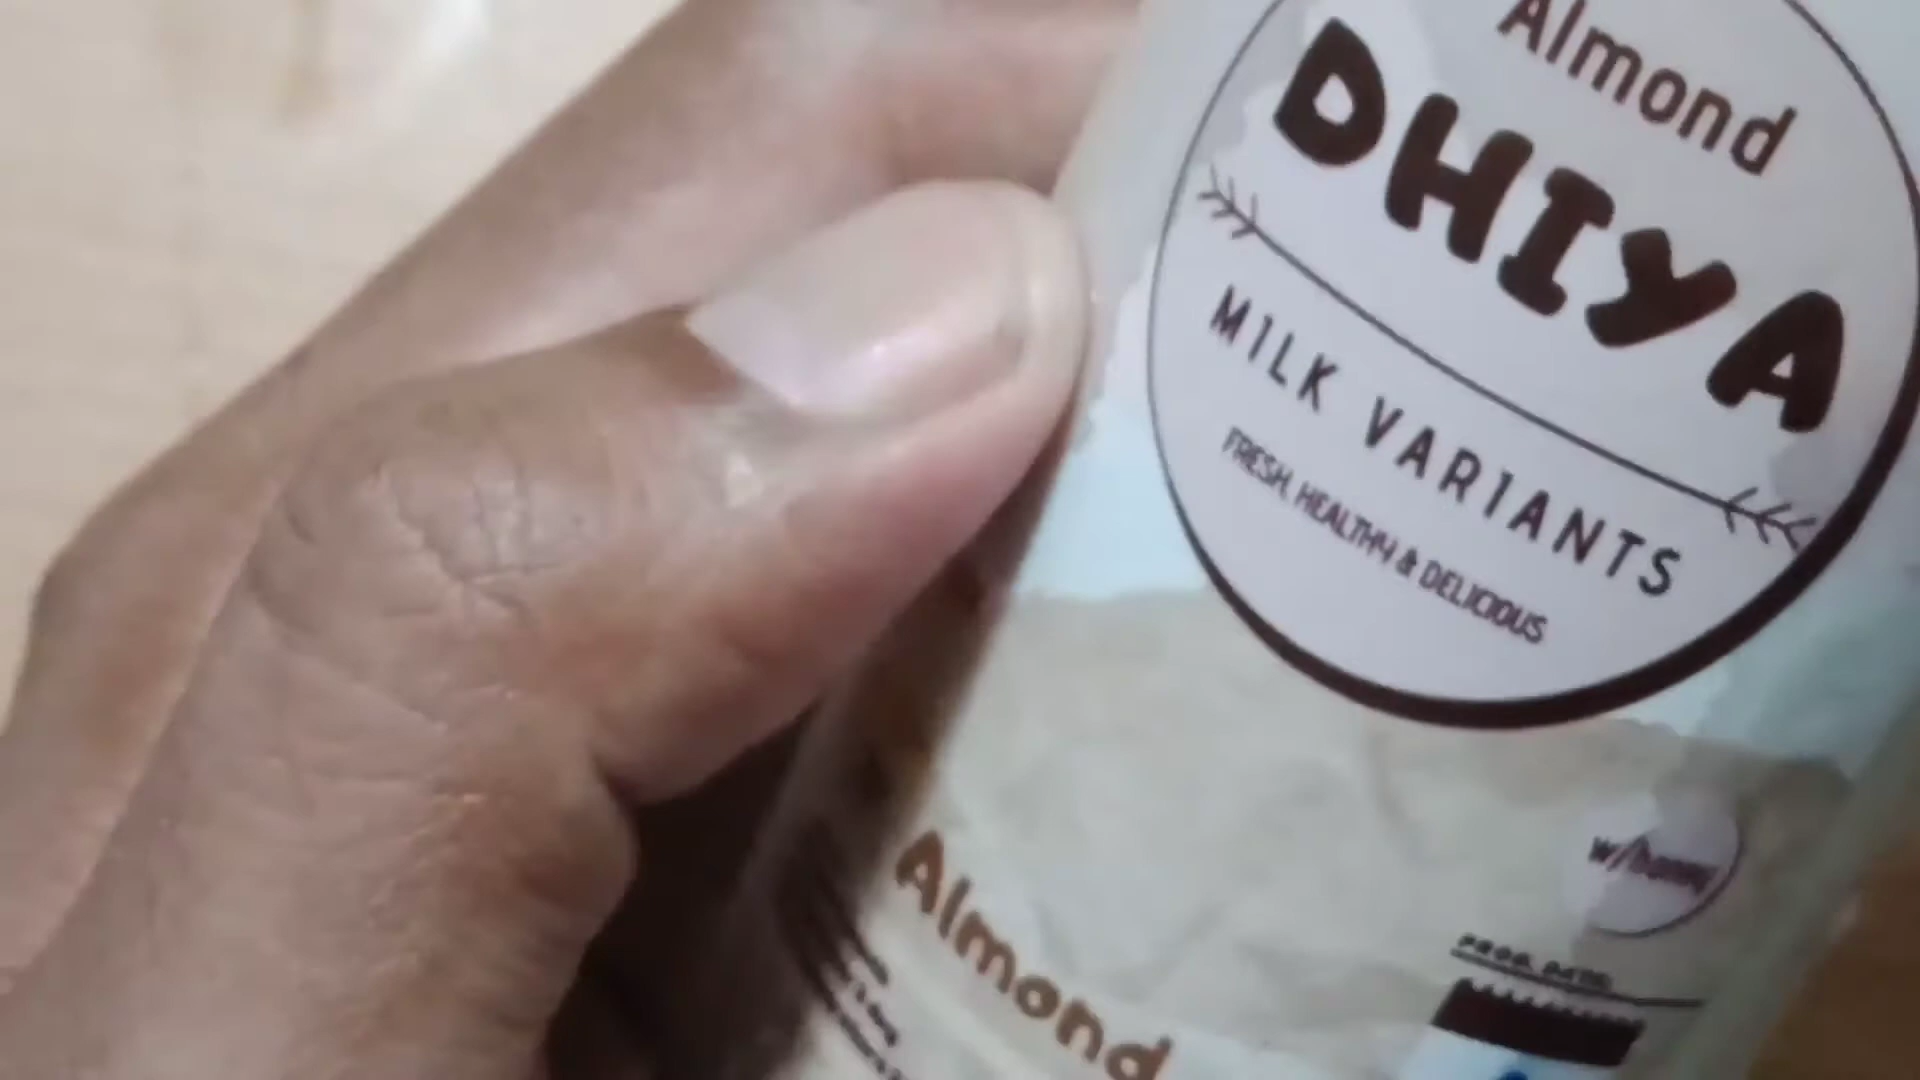 Almond
DHIYA
MILK VARIANTS
FRESH, HEALTHY & DELICIOUS
w/honey
PROD. DATE:
Almond